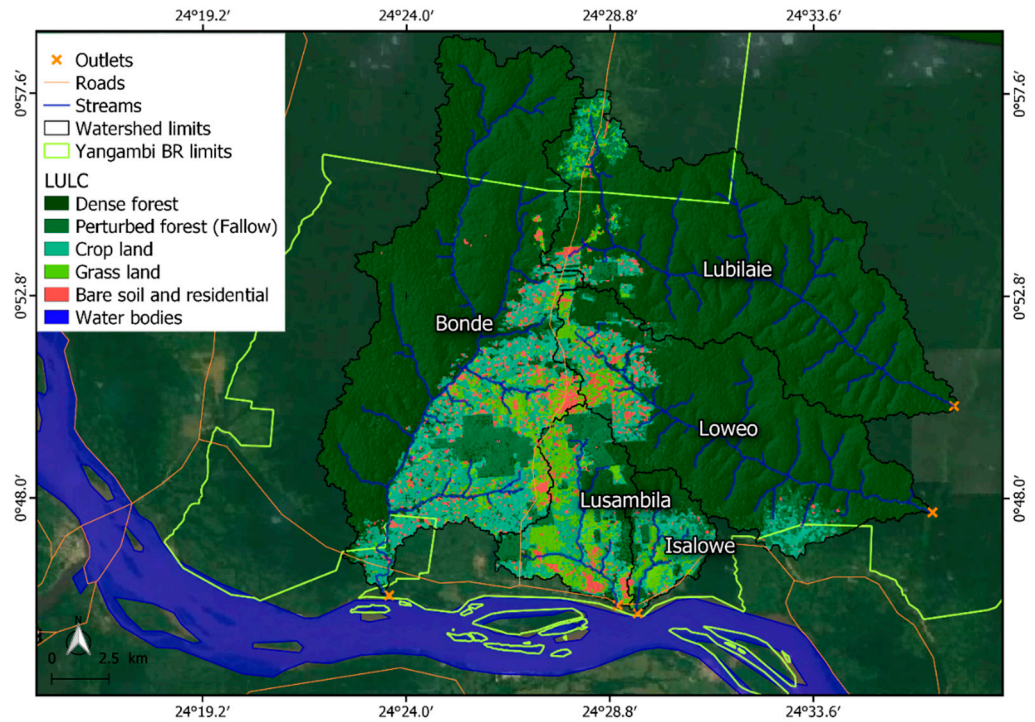 24°19.2′ 24°24.0′ 24°28.8′ 24°33.6′
0°57.6′
0°57.6′
Outlets
Roads
Streams
Watershed limits
Yangambi BR limits
LULC
Dense forest
Perturbed forest (Fallow)
Crop land
Grass land
Bare soil and residential
Water bodies
Lubilaie
0°52.8′
0°52.8′
Bonde
Loweo
Lusambila
0°48.0′
0°48.0′
Isalowe
N
0 2.5 km
24°19.2′ 24°24.0′ 24°28.8′ 24°33.6′